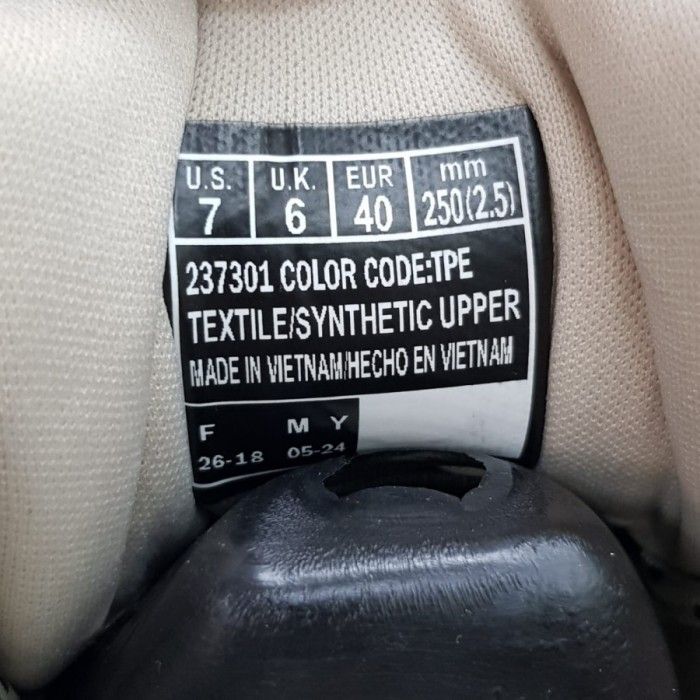 U.S. U.K. EUR mm
7 6 40 250(2.5)
237301 COLOR CODE:TPE
TEXTILE/SYNTHETIC UPPER
MADE IN VIETNAM/HECHO EN VIETNAM
F M Y
26-18 05-24